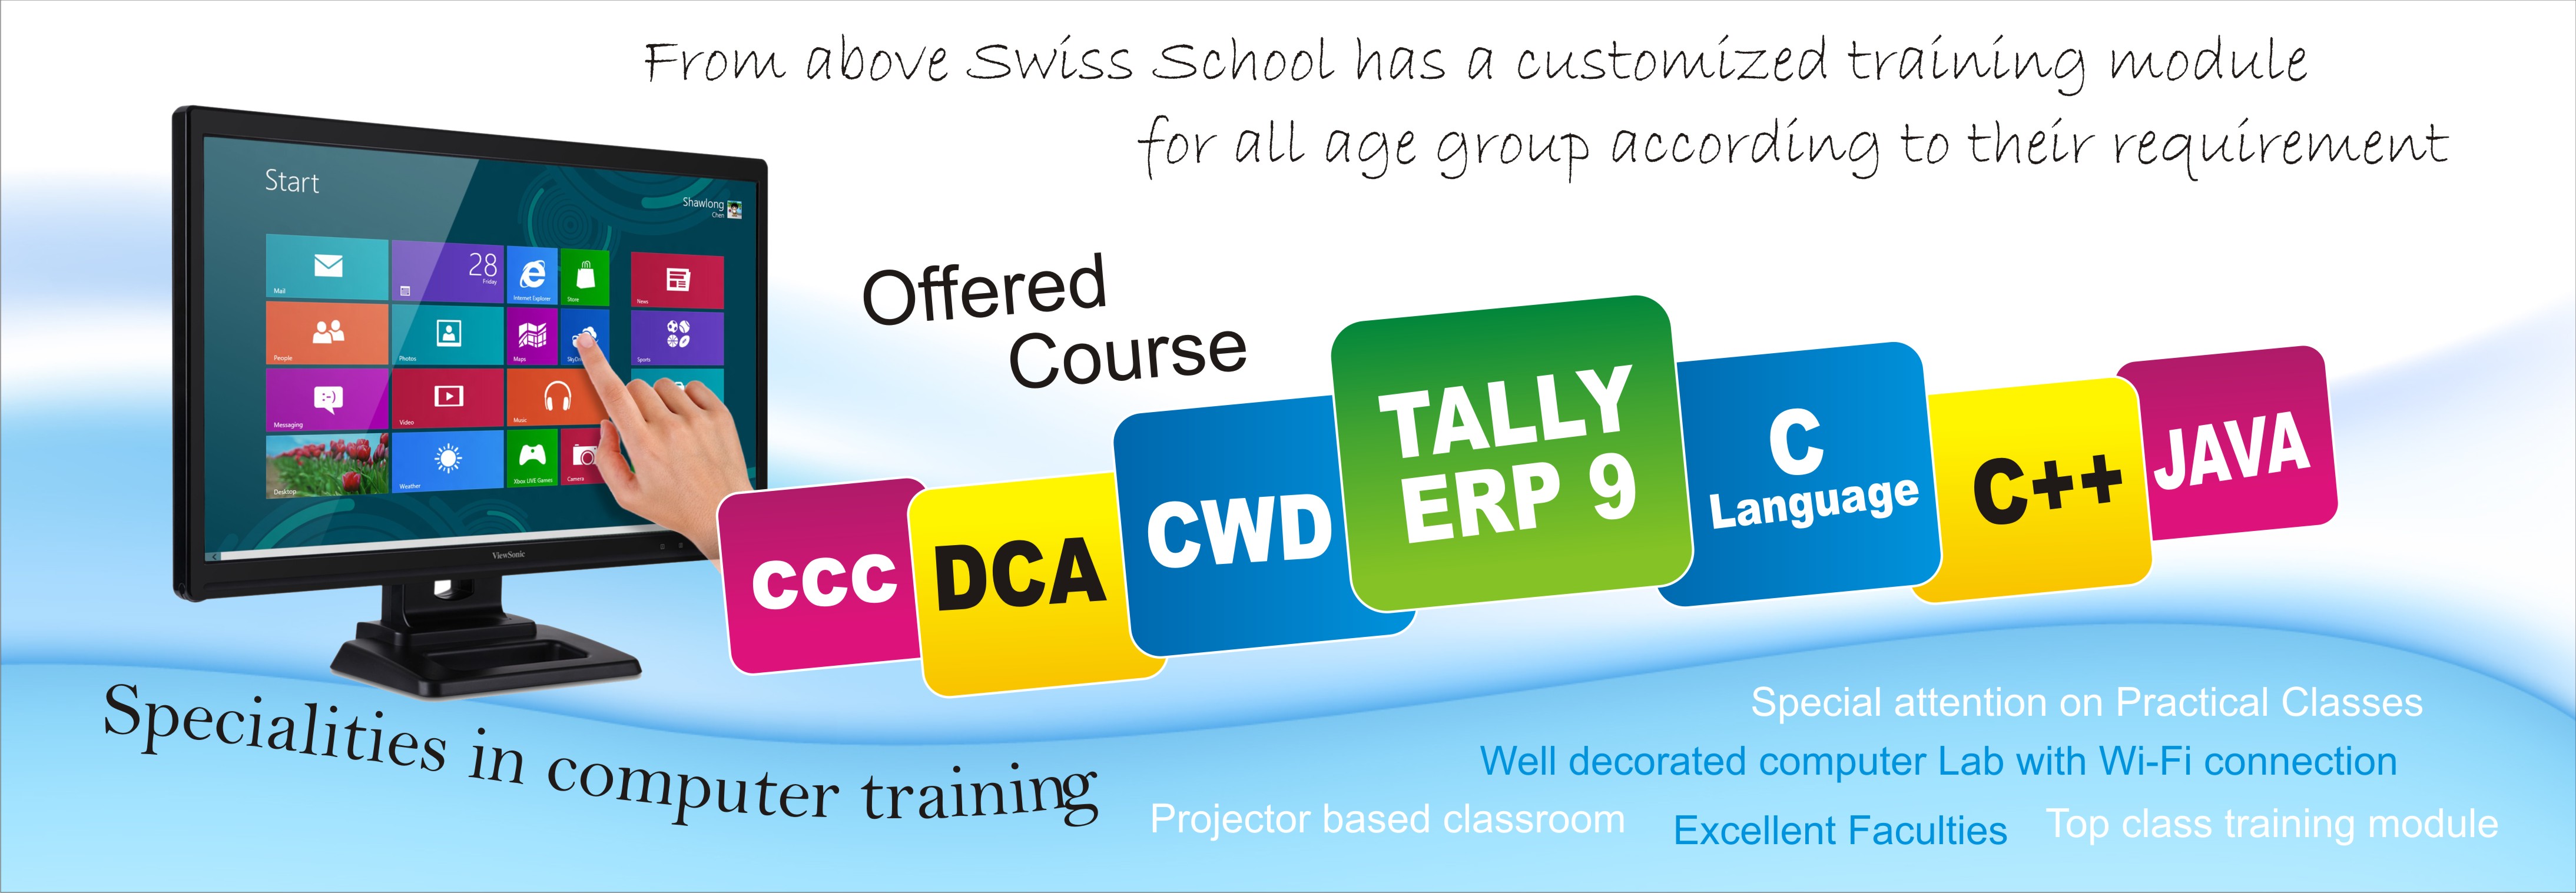 From above Swiss School has a customized training module
for all age group according to their requirement
Start
Shawlong
Chen
Mail
28
Friday
Internet Explorer
Store
News
People
Photos
Maps
Sports
Messaging
Video
Music
Desktop
Weather
Xbox LIVE Games
Camera
ViewSonic
Offered
Course
CCC
DCA
CWD
TALLY
ERP 9
C
Language
C++
JAVA
Specialities in computer training
Special attention on Practical Classes
Well decorated computer Lab with Wi-Fi connection
Projector based classroom
Excellent Faculties
Top class training module